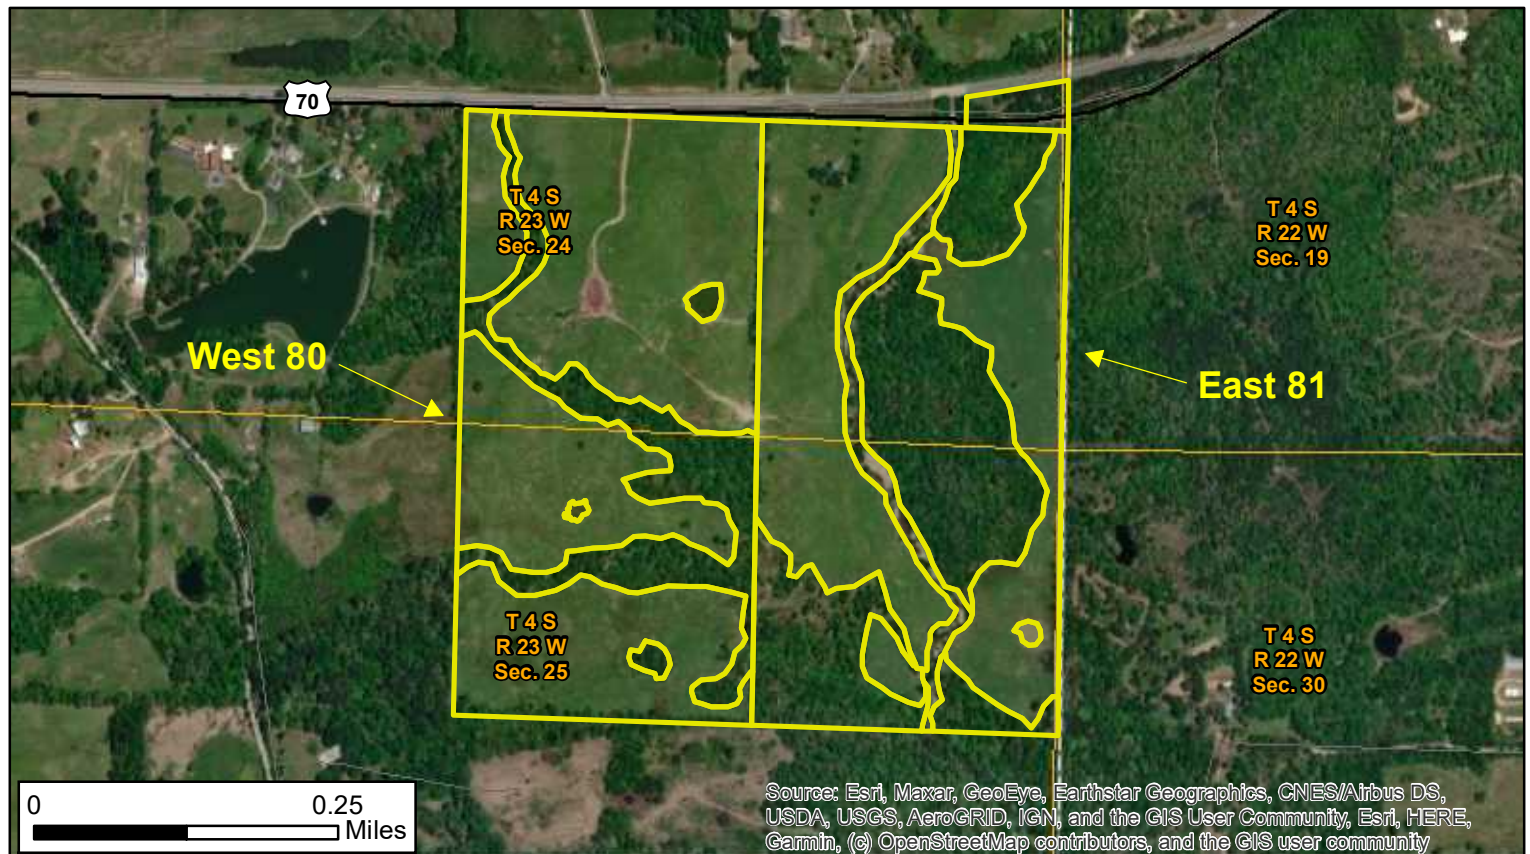 70
T 4 S
R 23 W
Sec. 24
T 4 S
R 22 W
Sec. 19
West 80
East 81
T 4 S
R 23 W
Sec. 25
T 4 S
R 22 W
Sec. 30
0 0.25
Miles
Source: Esri, Maxar, GeoEye, Earthstar Geographics, CNES/Airbus DS,
USDA, USGS, AeroGRID, IGN, and the GIS User Community, Esri, HERE,
Garmin, (c) OpenStreetMap contributors, and the GIS user community